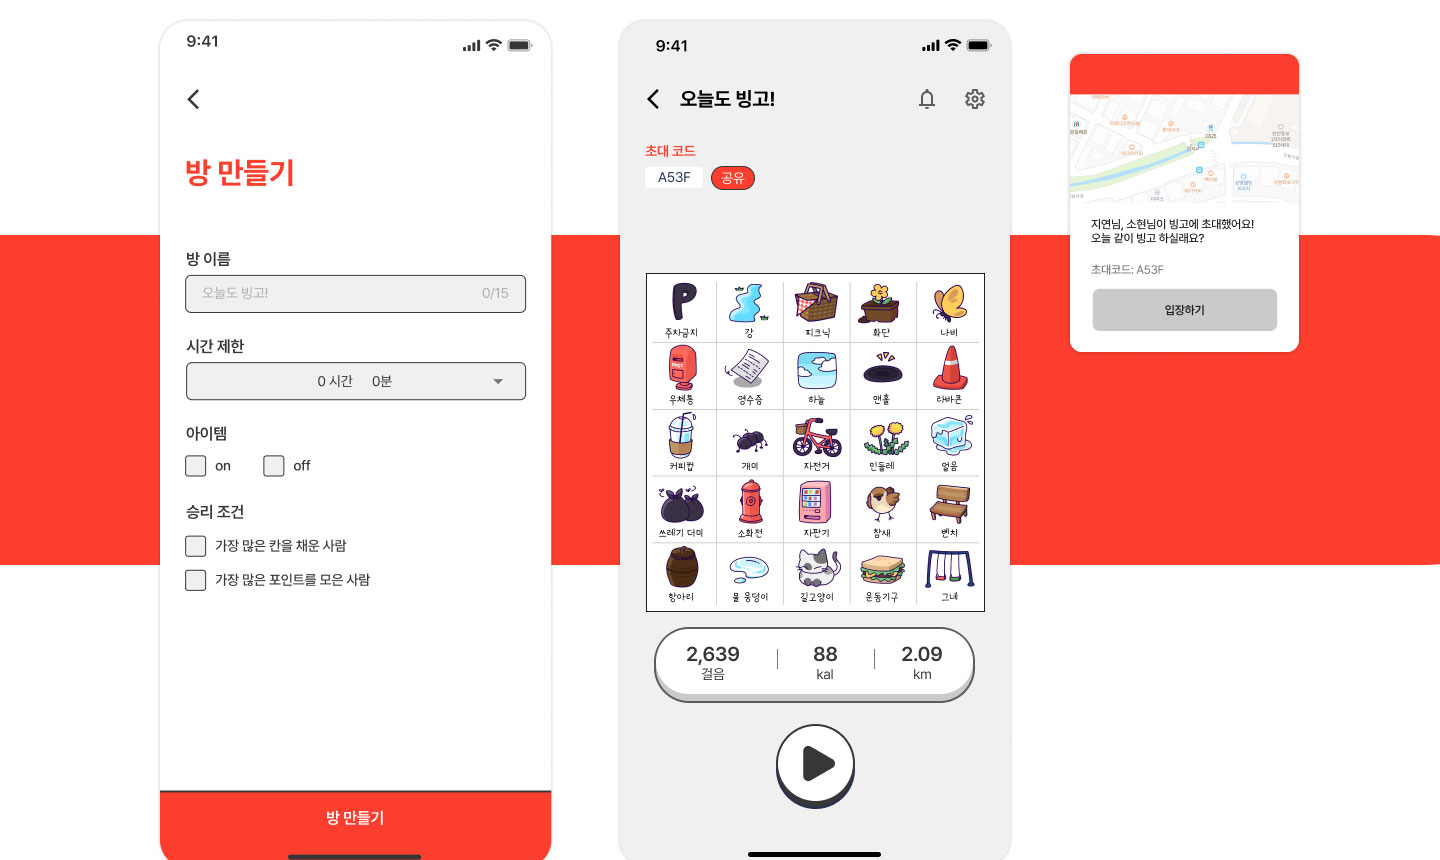 9:41
방 만들기
방 이름
오늘도 빙고!
0/15
시간 제한
0 시간 0분
아이템
on off
승리 조건
가장 많은 칸을 채운 사람
가장 많은 포인트를 모은 사람
방 만들기
9:41
오늘도 빙고!
초대 코드
A53F 공유
P
주차금지 강 피크닉 화단 나비
우체통 영수증 하늘 맨홀 라바콘
커피컵 개미 자전거 민들레 얼음
쓰레기 더미 소화전 자판기 참새 벤치
항아리 물 웅덩이 길고양이 운동기구 그네
2,639 88 2.09
걸음 kal km
GS25
지연님, 소현님이 빙고에 초대했어요!
오늘 같이 빙고 하실래요?
초대코드: A53F
입장하기